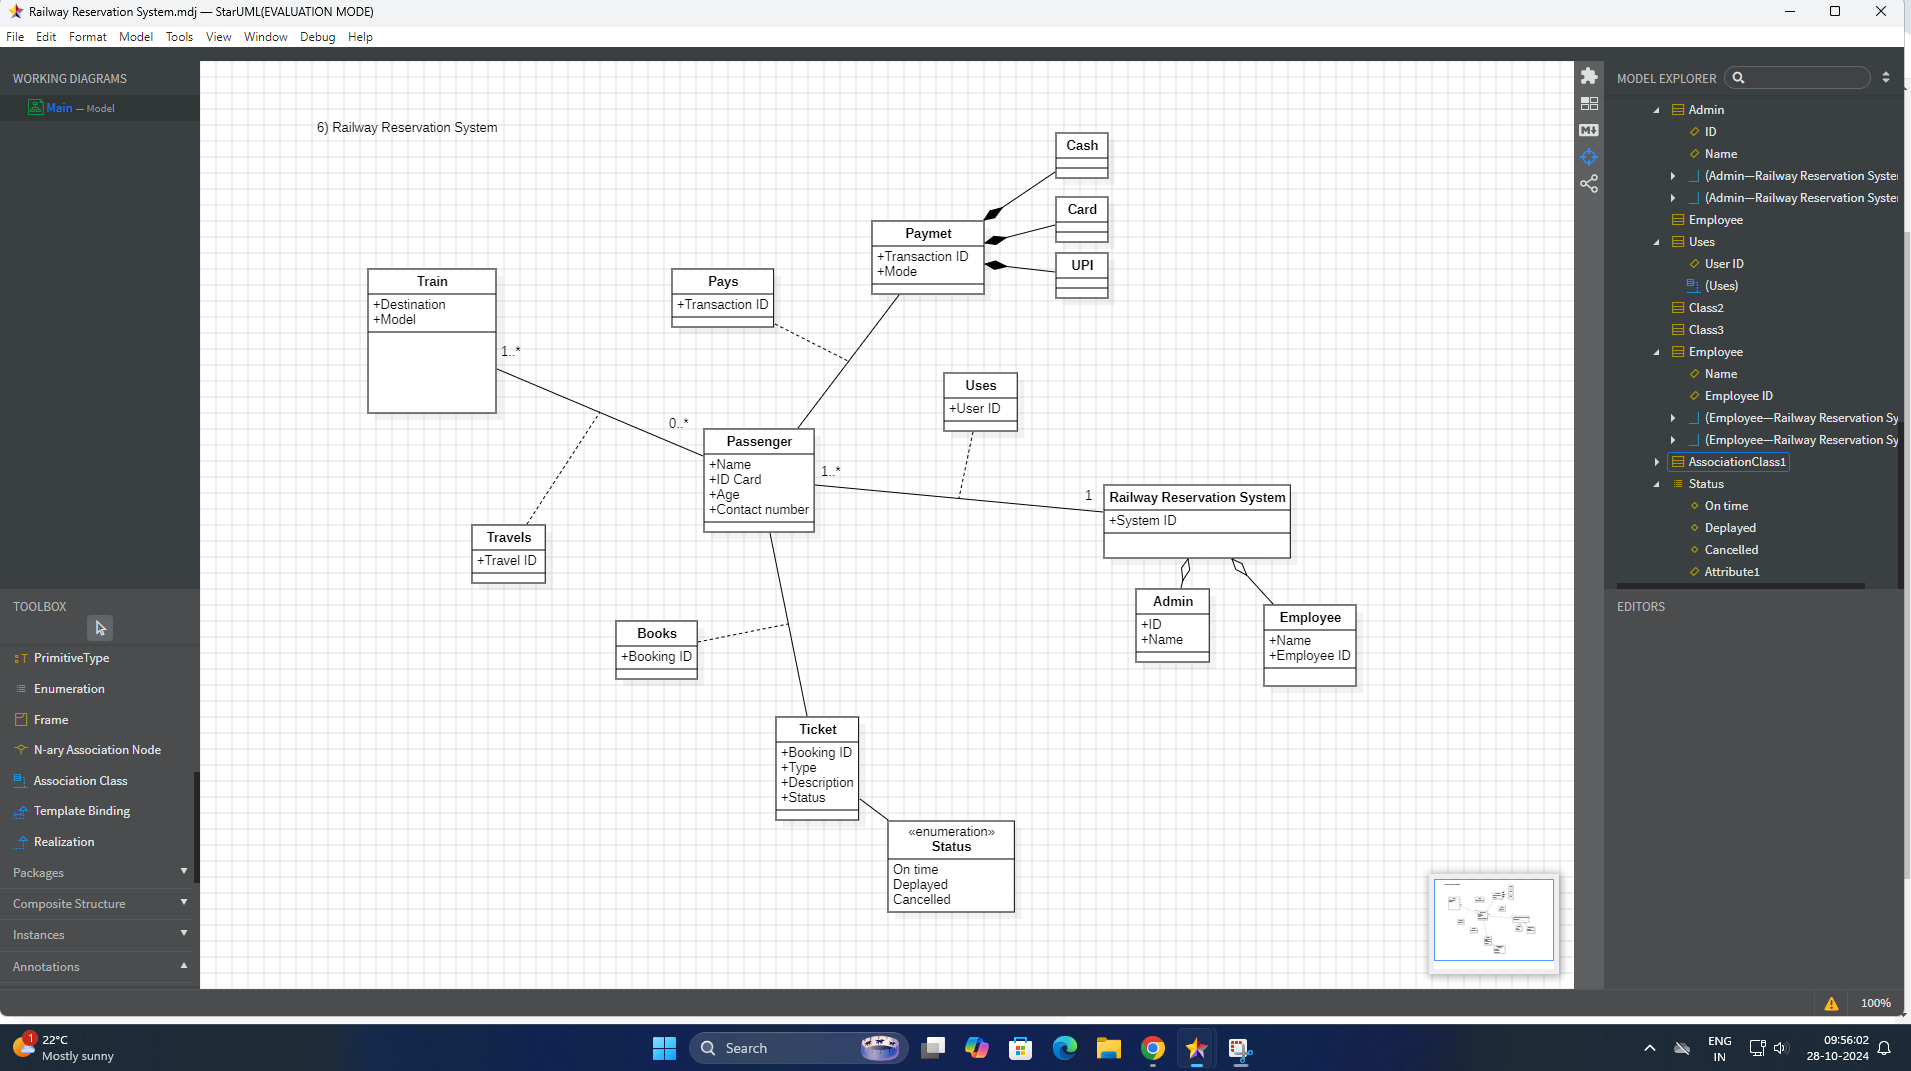 Railway Reservation System.mdj — StarUML(EVALUATION MODE)
File Edit Format Model Tools View Window Debug Help
WORKING DIAGRAMS
Main — Model
TOOLBOX
PrimitiveType
Enumeration
Frame
N-ary Association Node
Association Class
Template Binding
Realization
Packages
Composite Structure
Instances
Annotations
6) Railway Reservation System
Cash
Card
UPI
Paymet
+Transaction ID
+Mode
Train
+Destination
+Model
Pays
+Transaction ID
1..*
0..*
Uses
+User ID
Passenger
+Name
+ID Card
+Age
+Contact number
1..*
1
Railway Reservation System
+System ID
Travels
+Travel ID
Admin
+ID
+Name
Employee
+Name
+Employee ID
Books
+Booking ID
Ticket
+Booking ID
+Type
+Description
+Status
«enumeration»
Status
On time
Deplayed
Cancelled
MODEL EXPLORER
Admin
ID
Name
(Admin—Railway Reservation Syste
(Admin—Railway Reservation Syste
Employee
Uses
User ID
(Uses)
Class2
Class3
Employee
Name
Employee ID
(Employee—Railway Reservation Sy
(Employee—Railway Reservation Sy
AssociationClass1
Status
On time
Deplayed
Cancelled
Attribute1
EDITORS
M
100%
1
22°C
Mostly sunny
Search
ENG
IN
09:56:02
28-10-2024